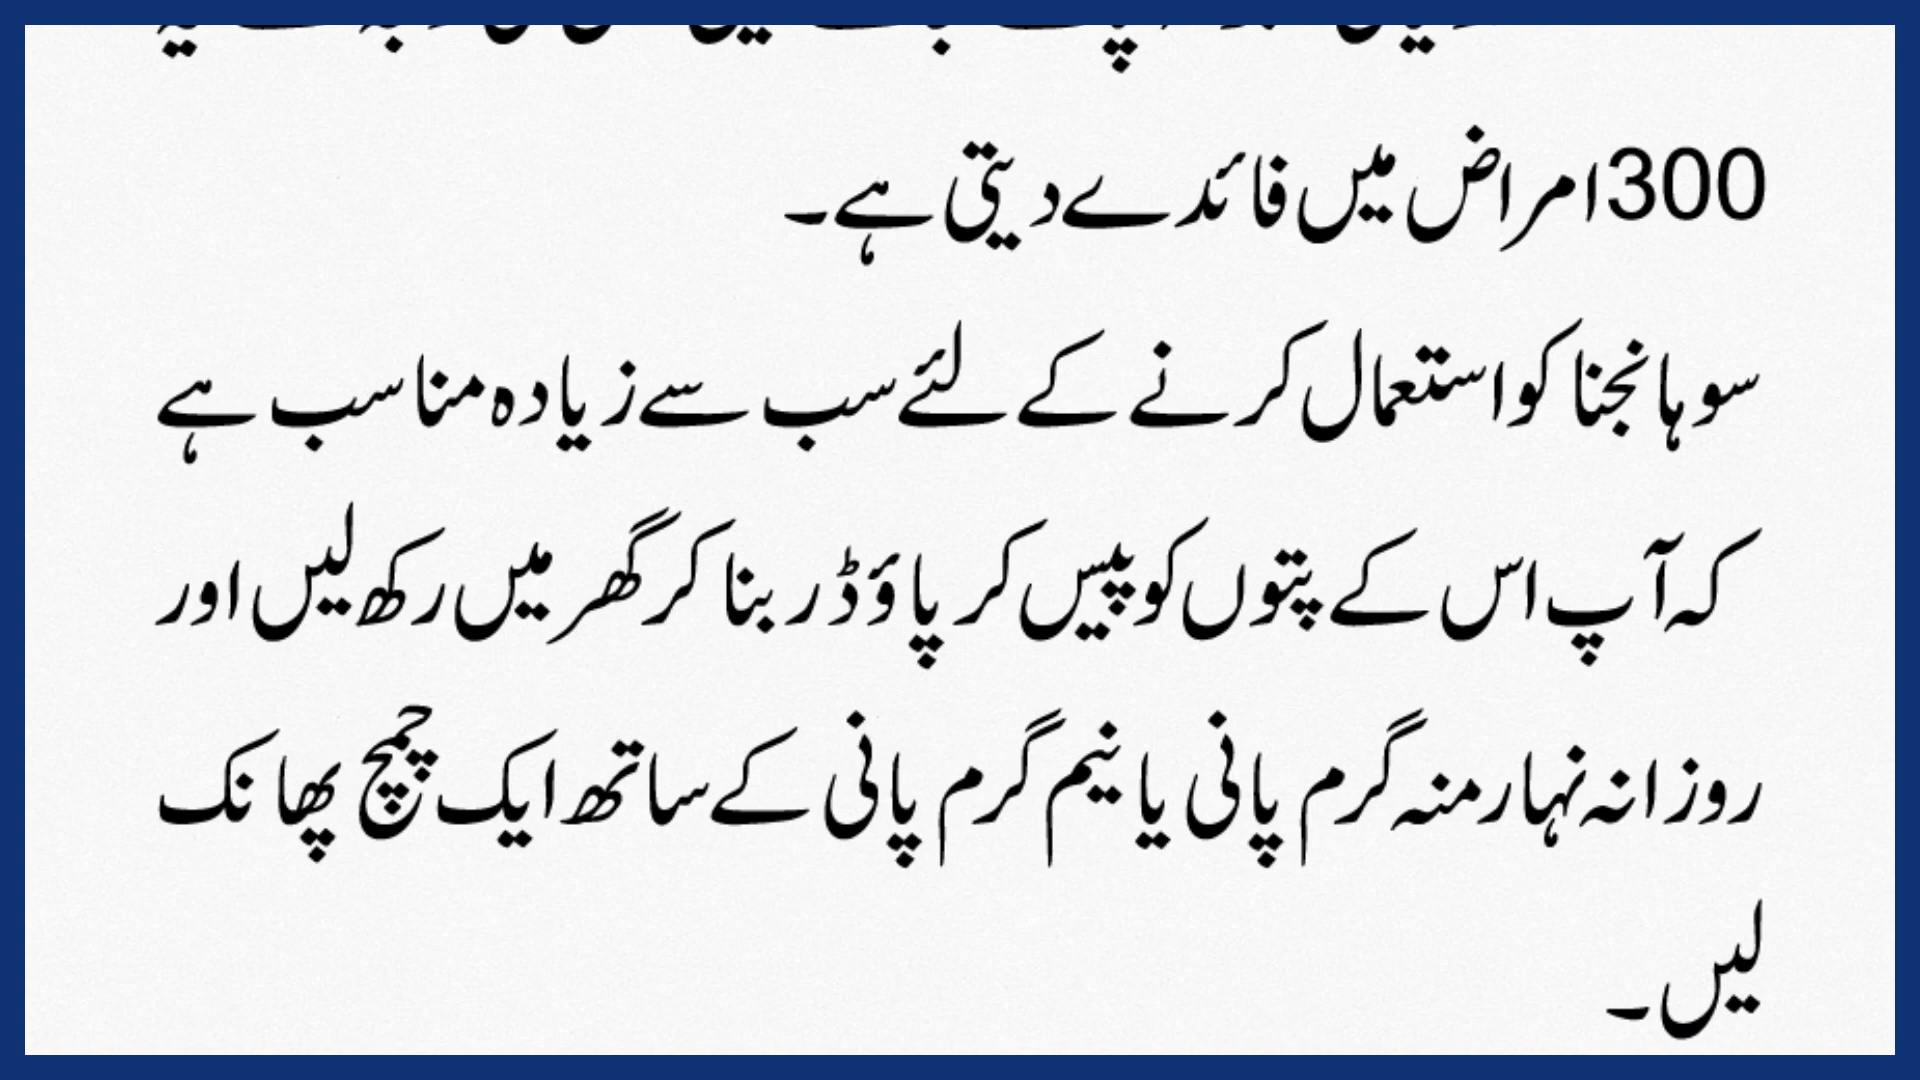 300امراض میں فائدے دیتی ہے۔
سوہانجنا کو استعمال کرنے کے لئے سب سے زیادہ مناسب ہے
کہ آپ اس کے پتوں کو پیس کر پاؤڈر بنا کر گھر میں رکھ لیں اور
روزانہ نہار منہ گرم پانی یا نیم گرم پانی کے ساتھ ایک چمچ پھانک
لیں۔